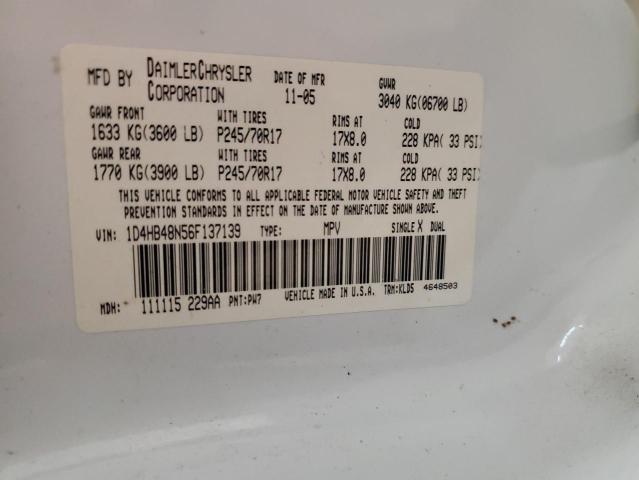 MFD BY DAIMLERCHRYSLER CORPORATION DATE OF MFR 11-05 GVWR 3040 KG(06700 LB)
GAWR FRONT WITH TIRES RIMS AT COLD
1633 KG(3600 LB) P245/70R17 17X8.0 228 KPA( 33 PSI)
GAWR REAR WITH TIRES RIMS AT COLD
1770 KG(3900 LB) P245/70R17 17X8.0 228 KPA( 33 PSI)
THIS VEHICLE CONFORMS TO ALL APPLICABLE FEDERAL MOTOR VEHICLE SAFETY AND THEFT
PREVENTION STANDARDS IN EFFECT ON THE DATE OF MANUFACTURE SHOWN ABOVE.
VIN: 1D4HB48N56F137139 TYPE: MPV SINGLE X DUAL
MDH: 111115 229AA PNT:PW7 VEHICLE MADE IN U.S.A. TRM:KLD5 4648503